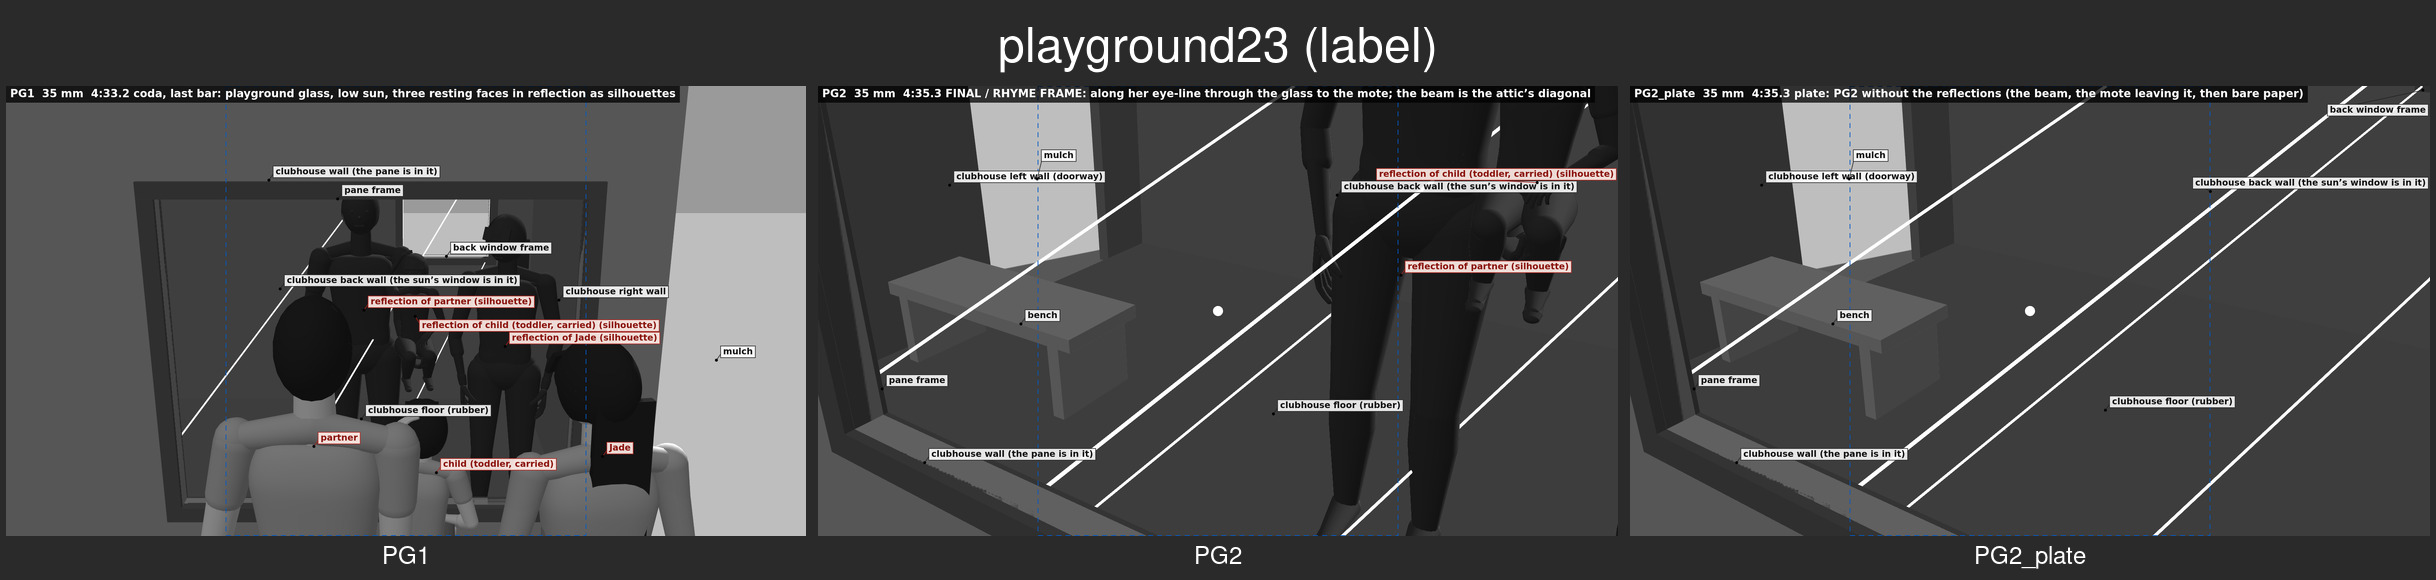 playground23 (label)
PG1 35 mm 4:33.2 coda, last bar: playground glass, low sun, three resting faces in reflection as silhouettes
clubhouse wall (the pane is in it)
pane frame
back window frame
clubhouse back wall (the sun's window is in it)
clubhouse right wall
reflection of partner (silhouette)
reflection of child (toddler, carried) (silhouette)
reflection of Jade (silhouette)
mulch
clubhouse floor (rubber)
partner
Jade
child (toddler, carried)
PG1
PG2 35 mm 4:35.3 FINAL / RHYME FRAME: along her eye-line through the glass to the mote; the beam is the attic's diagonal
mulch
clubhouse left wall (doorway)
reflection of child (toddler, carried) (silhouette)
clubhouse back wall (the sun's window is in it)
reflection of partner (silhouette)
bench
pane frame
clubhouse floor (rubber)
clubhouse wall (the pane is in it)
PG2
PG2_plate 35 mm 4:35.3 plate: PG2 without the reflections (the beam, the mote leaving it, then bare paper)
back window frame
mulch
clubhouse left wall (doorway)
clubhouse back wall (the sun's window is in it)
bench
pane frame
clubhouse floor (rubber)
clubhouse wall (the pane is in it)
PG2_plate